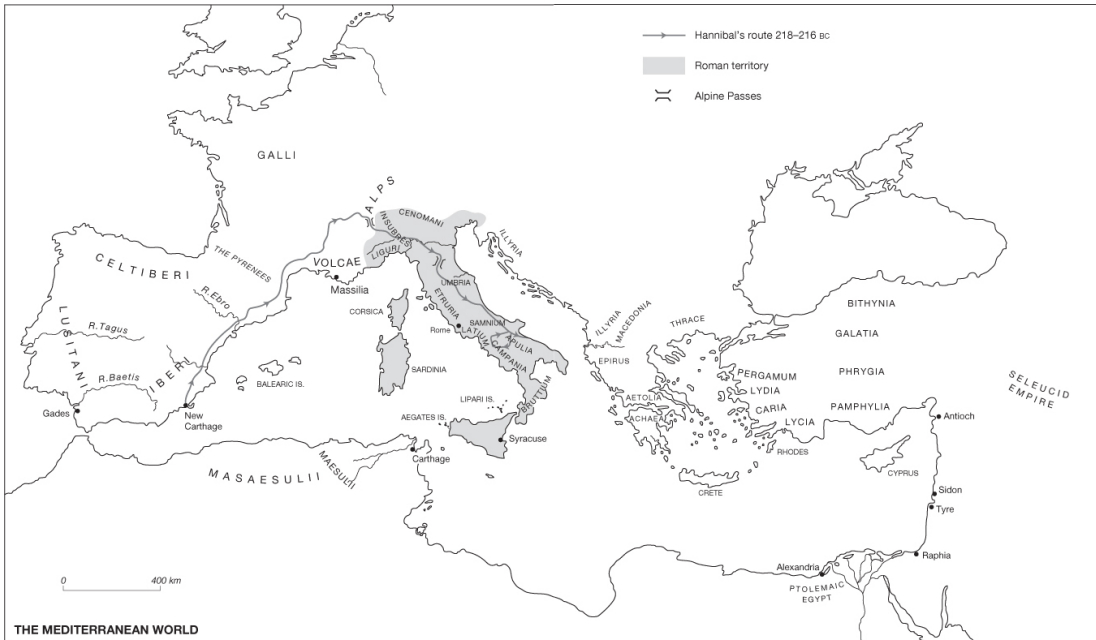 Hannibal's route 218–216 BC
Roman territory
Alpine Passes
GALLI
ALPS
CENOMANI
INSUBRES
LIGURI
ILLYRIA
THE PYRENEES
VOLCAE
Massilia
CELTIBERI
R.Ebro
UMBRIA
ETRURIA
CORSICA
Rome
LATIUM
SAMNIUM
APULIA
CAMPANIA
ILLYRIA
MACEDONIA
THRACE
BITHYNIA
GALATIA
LUSITANI
R.Tagus
R.Baetis
IBERI
BALEARIC IS.
SARDINIA
EPIRUS
PERGAMUM
PHRYGIA
LYDIA
SELEUCID
EMPIRE
Gades
New
Carthage
LIPARI IS.
BRUTTIUM
AETOLIA
ACHAEA
CARIA
PAMPHYLIA
LYCIA
Antioch
AEGATES IS.
Syracuse
RHODES
Carthage
MASAESULII
MAESULII
CYPRUS
CRETE
Sidon
Tyre
Raphia
Alexandria
PTOLEMAIC
EGYPT
0 400 km
THE MEDITERRANEAN WORLD